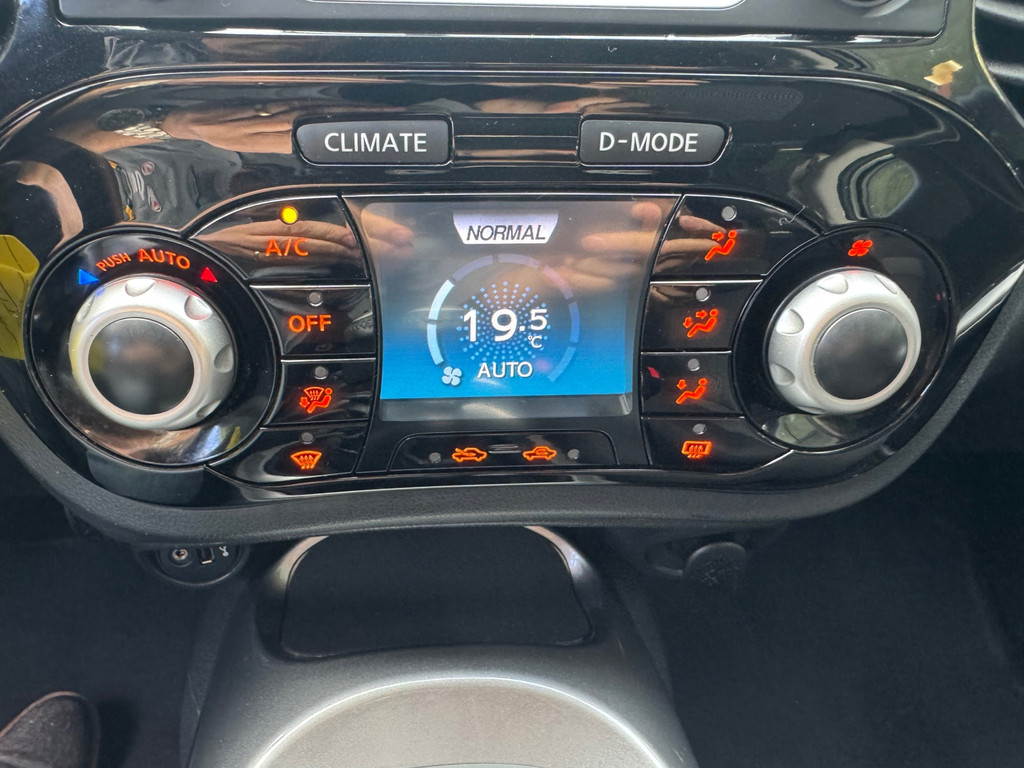 CLIMATE
D-MODE
NORMAL
A/C
PUSH AUTO
OFF
19.5
°C
AUTO